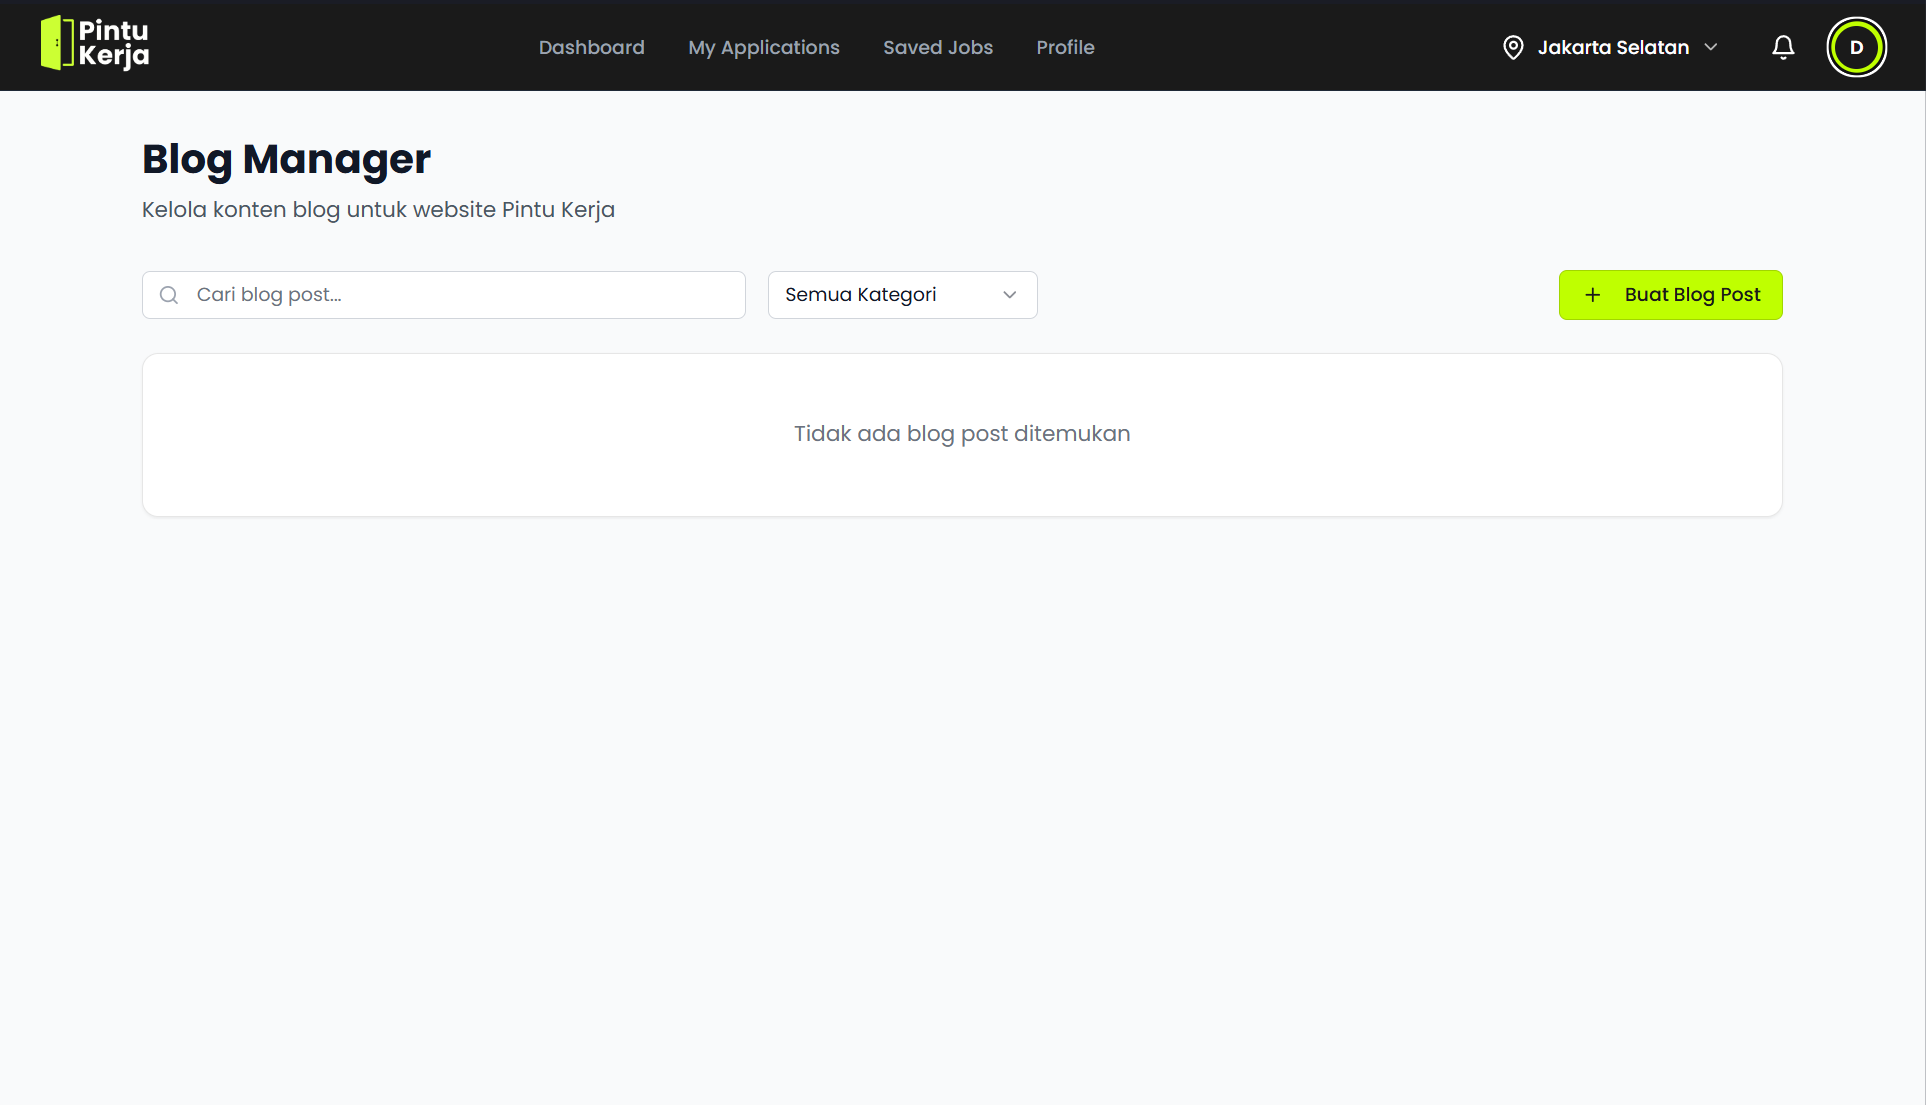 Pintu
Kerja
Dashboard
My Applications
Saved Jobs
Profile
Jakarta Selatan
D
Blog Manager
Kelola konten blog untuk website Pintu Kerja
Cari blog post...
Semua Kategori
Buat Blog Post
Tidak ada blog post ditemukan